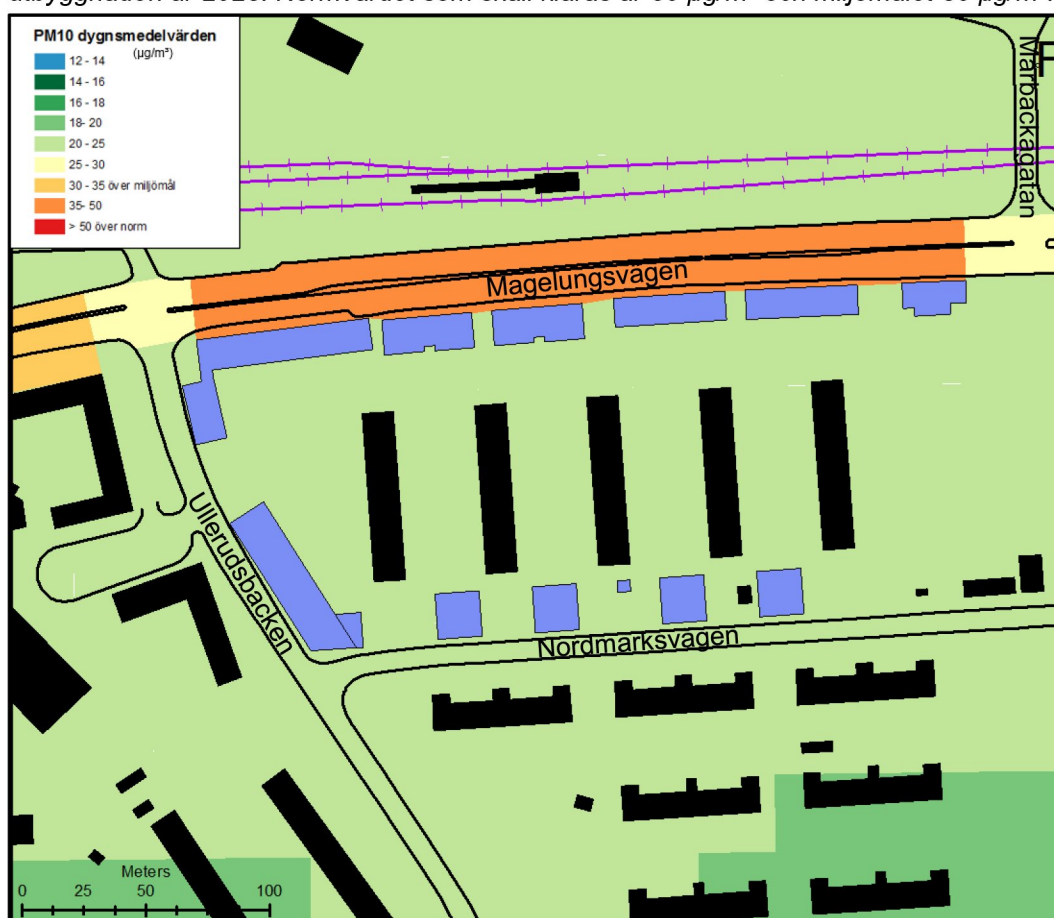 PM10 dygnsmedelvärden
(µg/m³)
12 - 14
14 - 16
16 - 18
18- 20
20 - 25
25 - 30
30 - 35 över miljömål
35- 50
> 50 över norm
Mårbackagatan
F
Magelungsvägen
Ullerudsbacken
Nordmarksvägen
Meters
0 25 50 100